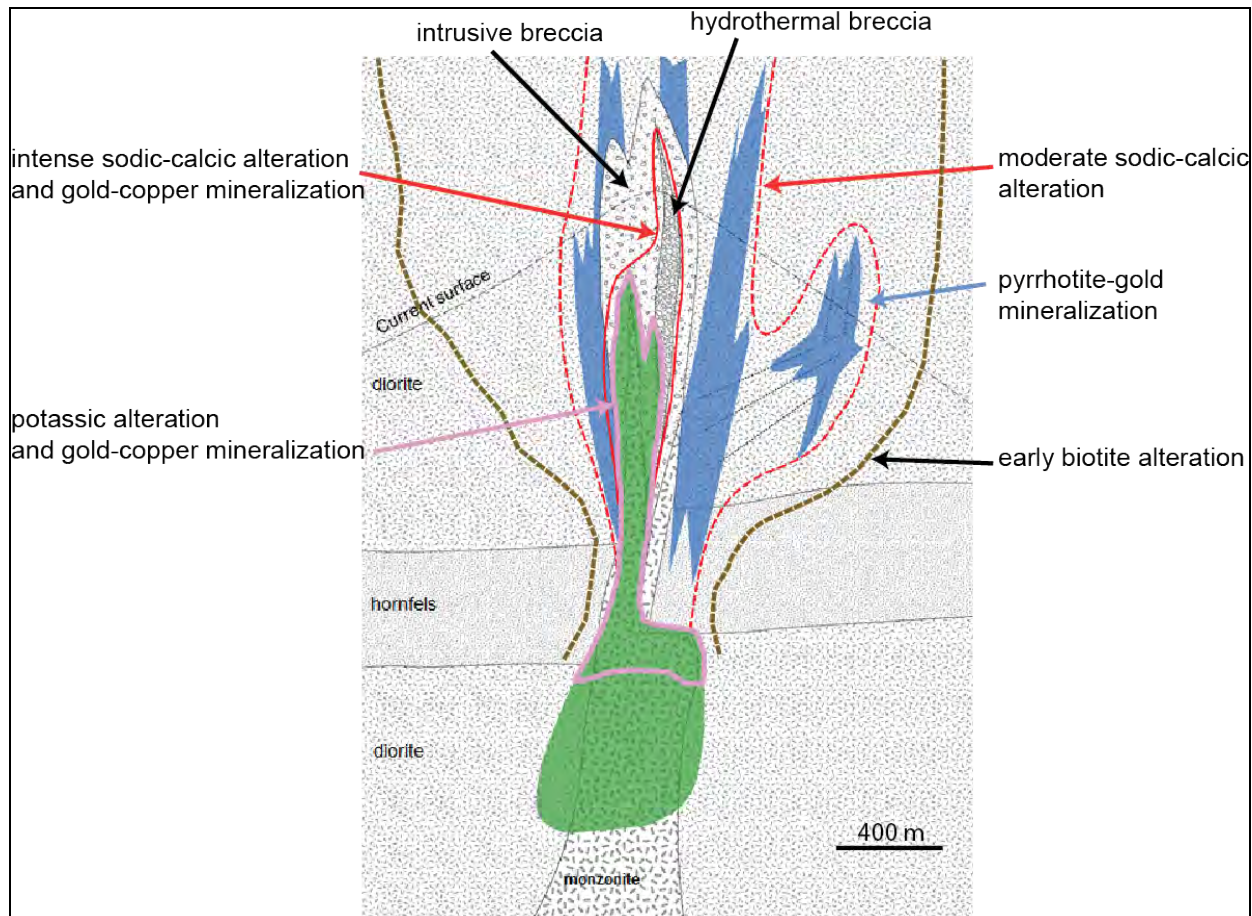 intrusive breccia
hydrothermal breccia
intense sodic-calcic alteration
and gold-copper mineralization
moderate sodic-calcic
alteration
pyrrhotite-gold
mineralization
Current surface
diorite
potassic alteration
and gold-copper mineralization
early biotite alteration
hornfels
diorite
400 m
monzonite